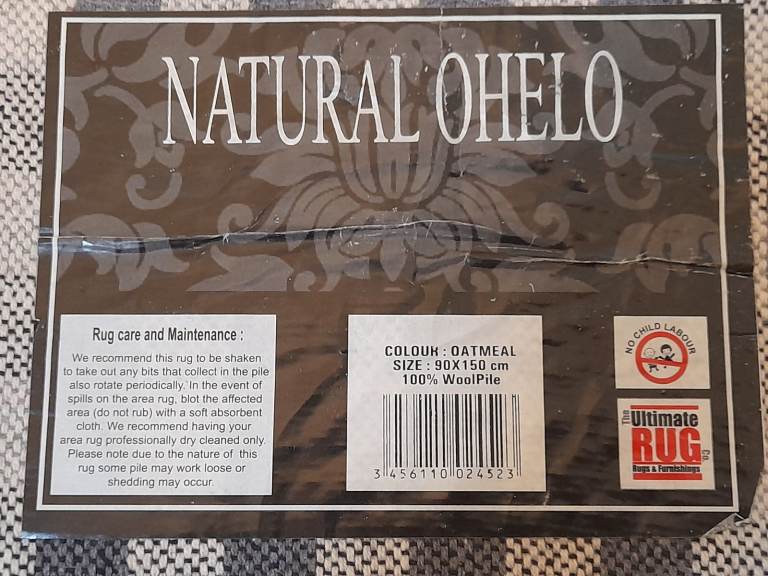 NATURAL OHELO
Rug care and Maintenance :
We recommend this rug to be shaken
to take out any bits that collect in the pile
also rotate periodically. In the event of
spills on the area rug, blot the affected
area (do not rub) with a soft absorbent
cloth. We recommend having your
area rug professionally dry cleaned only.
Please note due to the nature of this
rug some pile may work loose or
shedding may occur.
COLOUR : OATMEAL
SIZE : 90X150 cm
100% WoolPile
3 456110 024523
NO CHILD LABOUR
The
Ultimate
RUG
Co.
Rugs & Furnishings